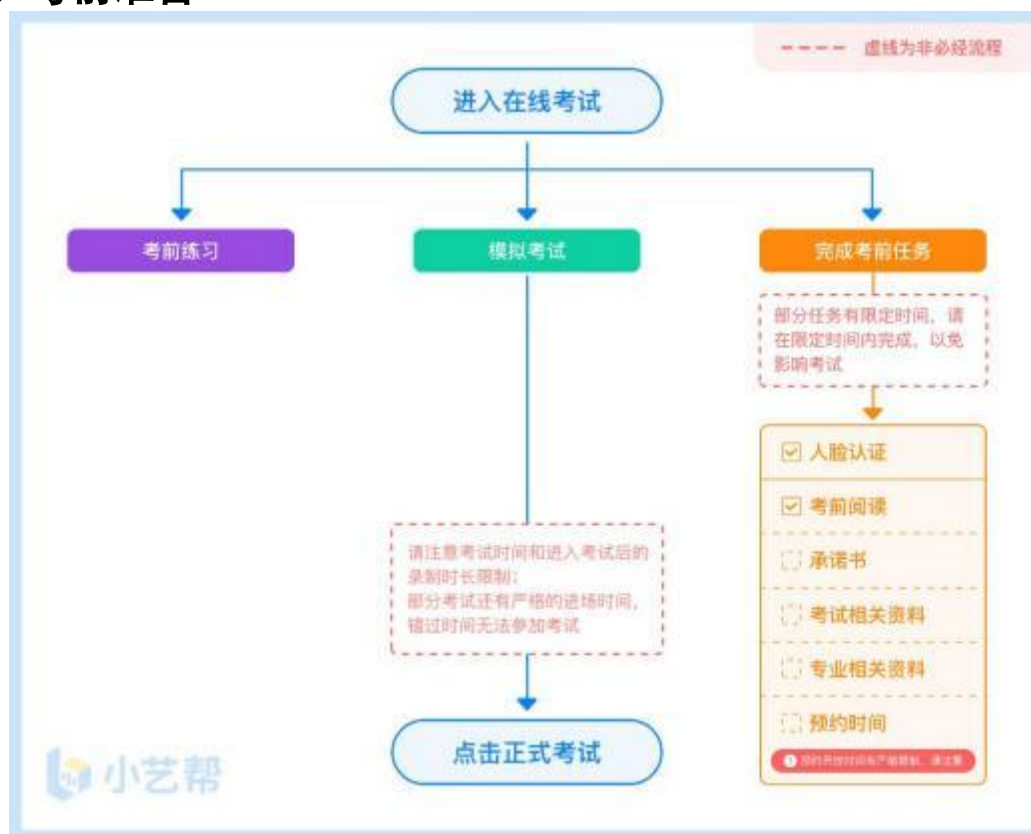 虚线为非必经流程
进入在线考试
考前练习
模拟考试
完成考前任务
部分任务有限定时间，请
在限定时间内完成，以免
影响考试
人脸认证
考前阅读
承诺书
考试相关资料
专业相关资料
预约时间
请注意考试时间和进入考试后的
录制时长限制；
部分考试还有严格的进场时间，
错过时间无法参加考试
点击正式考试
小艺帮